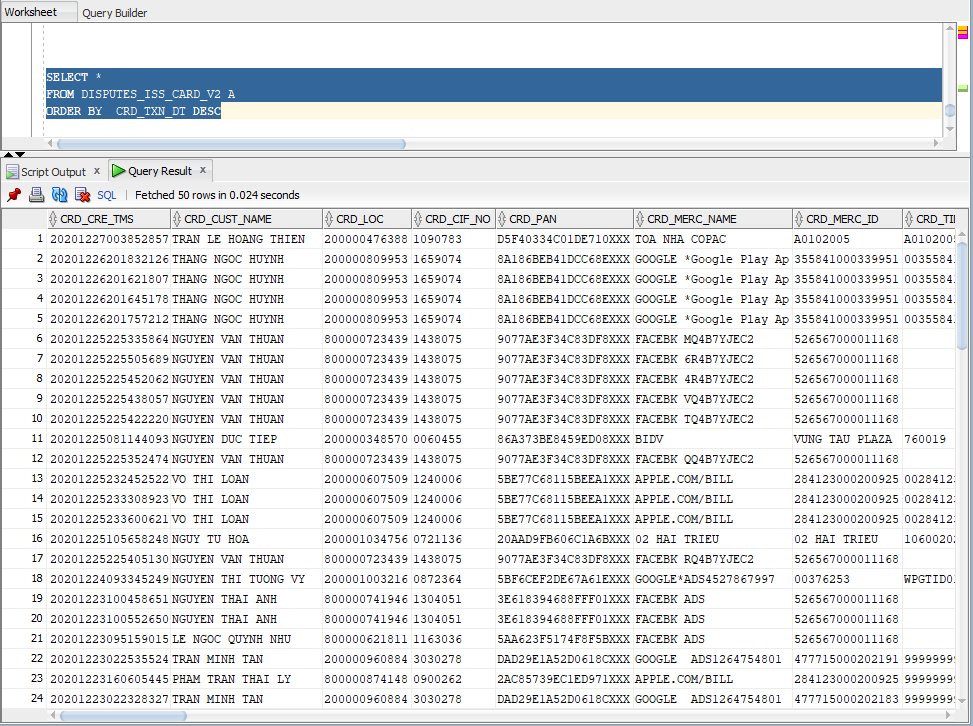 Worksheet Query Builder
SELECT *
FROM DISPUTES_ISS_CARD_V2 A
ORDER BY  CRD_TXN_DT DESC
Script Output x Query Result x
SQL | Fetched 50 rows in 0.024 seconds
CRD_CRE_TMS CRD_CUST_NAME CRD_LOC CRD_CIF_NO CRD_PAN CRD_MERC_NAME CRD_MERC_ID
1 20201227003852857 TRAN LE HOANG THIEN 200000476388 1090783 D5F40334C01DE710XXX TOA NHA COPAC A0102005 A0102005
2 20201226201832126 THANG NGOC HUYNH 200000809953 1659074 8A186BEB41DCC68EXXX GOOGLE *Google Play Ap 355841000339951 0035584
3 20201226201621807 THANG NGOC HUYNH 200000809953 1659074 8A186BEB41DCC68EXXX GOOGLE *Google Play Ap 355841000339951 0035584
4 20201226201645178 THANG NGOC HUYNH 200000809953 1659074 8A186BEB41DCC68EXXX GOOGLE *Google Play Ap 355841000339951 0035584
5 20201226201757212 THANG NGOC HUYNH 200000809953 1659074 8A186BEB41DCC68EXXX GOOGLE *Google Play Ap 355841000339951 0035584
6 20201225225335864 NGUYEN VAN THUAN 800000723439 1438075 9077AE3F34C83DF8XXX FACEBK MQ4B7YJEC2 526567000011168
7 20201225225505689 NGUYEN VAN THUAN 800000723439 1438075 9077AE3F34C83DF8XXX FACEBK 6R4B7YJEC2 526567000011168
8 20201225225452062 NGUYEN VAN THUAN 800000723439 1438075 9077AE3F34C83DF8XXX FACEBK 4R4B7YJEC2 526567000011168
9 20201225225438057 NGUYEN VAN THUAN 800000723439 1438075 9077AE3F34C83DF8XXX FACEBK VQ4B7YJEC2 526567000011168
10 20201225225422220 NGUYEN VAN THUAN 800000723439 1438075 9077AE3F34C83DF8XXX FACEBK TQ4B7YJEC2 526567000011168
11 20201225081144093 NGUYEN DUC TIEP 200000348570 0060455 86A373BE8459ED08XXX BIDV VUNG TAU PLAZA 760019
12 20201225225352474 NGUYEN VAN THUAN 800000723439 1438075 9077AE3F34C83DF8XXX FACEBK QQ4B7YJEC2 526567000011168
13 20201225232452522 VO THI LOAN 200000607509 1240006 5BE77C68115BEEA1XXX APPLE.COM/BILL 284123000200925 0028412
14 20201225233308923 VO THI LOAN 200000607509 1240006 5BE77C68115BEEA1XXX APPLE.COM/BILL 284123000200925 0028412
15 20201225233600621 VO THI LOAN 200000607509 1240006 5BE77C68115BEEA1XXX APPLE.COM/BILL 284123000200925 0028412
16 20201225105658248 NGUY TU HOA 200001034756 0721136 20AAD9FB606C1A6BXXX 02 HAI TRIEU 02 HAI TRIEU 1060020
17 20201225225405130 NGUYEN VAN THUAN 800000723439 1438075 9077AE3F34C83DF8XXX FACEBK RQ4B7YJEC2 526567000011168
18 20201224093345249 NGUYEN THI TUONG VY 200001003216 0872364 5BF6CEF2DE67A61EXXX GOOGLE*ADS4527867997 00376253 WPGTID0
19 20201223100458651 NGUYEN THAI ANH 800000741946 1304051 3E618394688FFF01XXX FACEBK ADS 526567000011168
20 20201223100552650 NGUYEN THAI ANH 800000741946 1304051 3E618394688FFF01XXX FACEBK ADS 526567000011168
21 20201223095159015 LE NGOC QUYNH NHU 800000621811 1163036 5AA623F5174F8F5BXXX FACEBK ADS 526567000011168
22 20201223022535524 TRAN MINH TAN 200000960884 3030278 DAD29E1A52D0618CXXX GOOGLE  ADS1264754801 477715000202191 9999999
23 20201223160605445 PHAM TRAN THAI LY 800000874148 0900262 2AC85739EC1ED971XXX APPLE.COM/BILL 284123000200925 0028412
24 20201223022328327 TRAN MINH TAN 200000960884 3030278 DAD29E1A52D0618CXXX GOOGLE  ADS1264754801 477715000202183 9999999